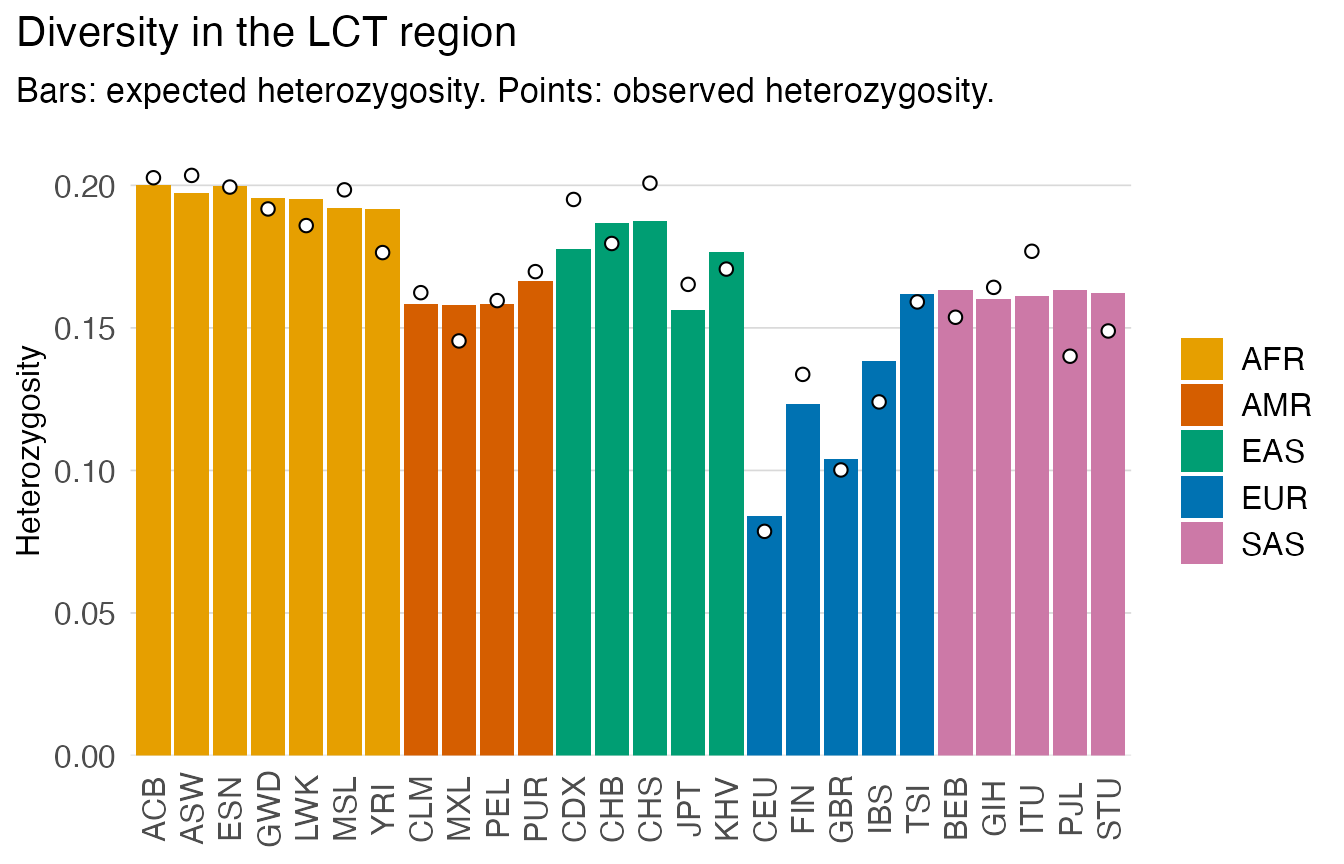 Diversity in the LCT region
Bars: expected heterozygosity. Points: observed heterozygosity.
Heterozygosity
0.20
0.15
0.10
0.05
0.00
ACB
ASW
ESN
GWD
LWK
MSL
YRI
CLM
MXL
PEL
PUR
CDX
CHB
CHS
JPT
KHV
CEU
FIN
GBR
IBS
TSI
BEB
GIH
ITU
PJL
STU
AFR
AMR
EAS
EUR
SAS